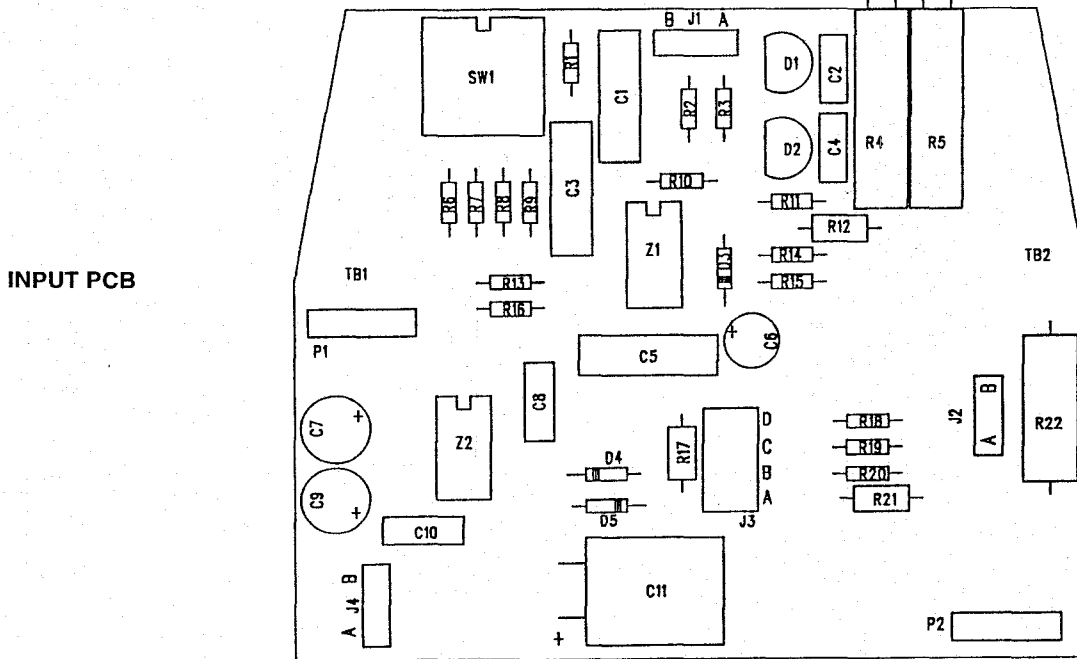 B J1 A
SW1
R1
C1
R2
R3
D1
C2
D2
C4
R4
R5
R6
R7
R8
R9
C3
R10
R11
R12
Z1
D3
R14
R15
TB2
INPUT PCB
TB1
R13
R16
P1
C5
+
C6
C8
C7
+
Z2
R17
D
C
B
A
J3
R18
R19
R20
R21
J2
B
A
R22
D4
D5
C9
+
C10
B
J4
A
C11
+
P2